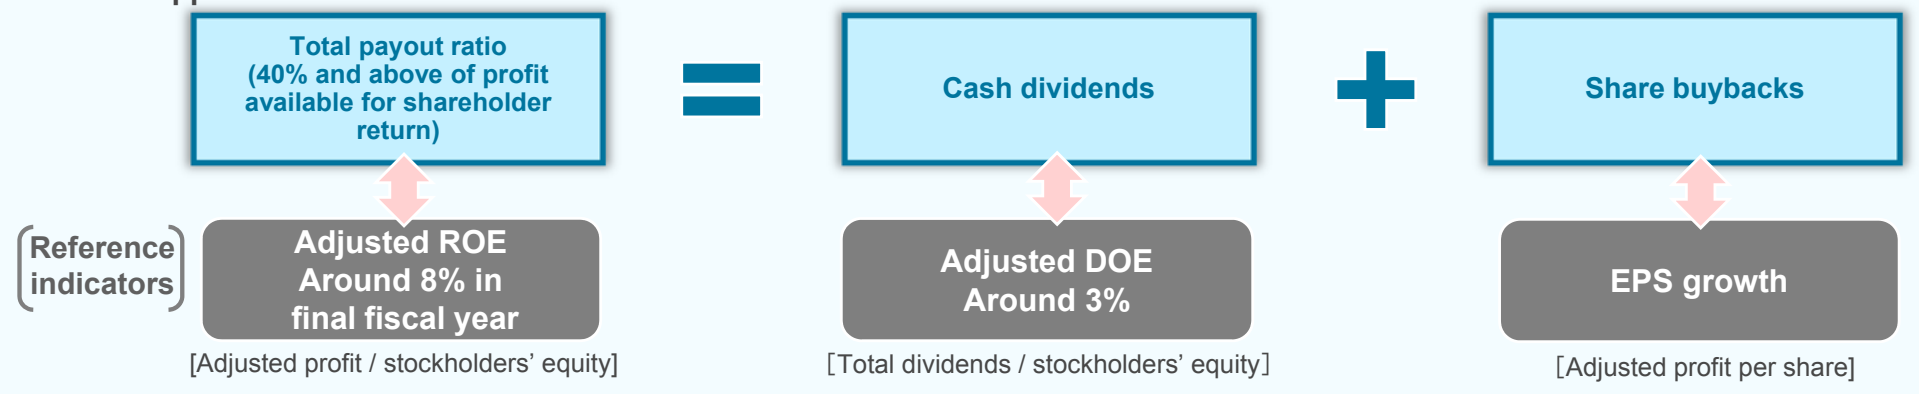 Total payout ratio
(40% and above of profit
available for shareholder
return)
=
Cash dividends
+
Share buybacks
Reference
indicators
Adjusted ROE
Around 8% in
final fiscal year
Adjusted DOE
Around 3%
EPS growth
[Adjusted profit / stockholders’ equity]
［Total dividends / stockholders’ equity］
［Adjusted profit per share]